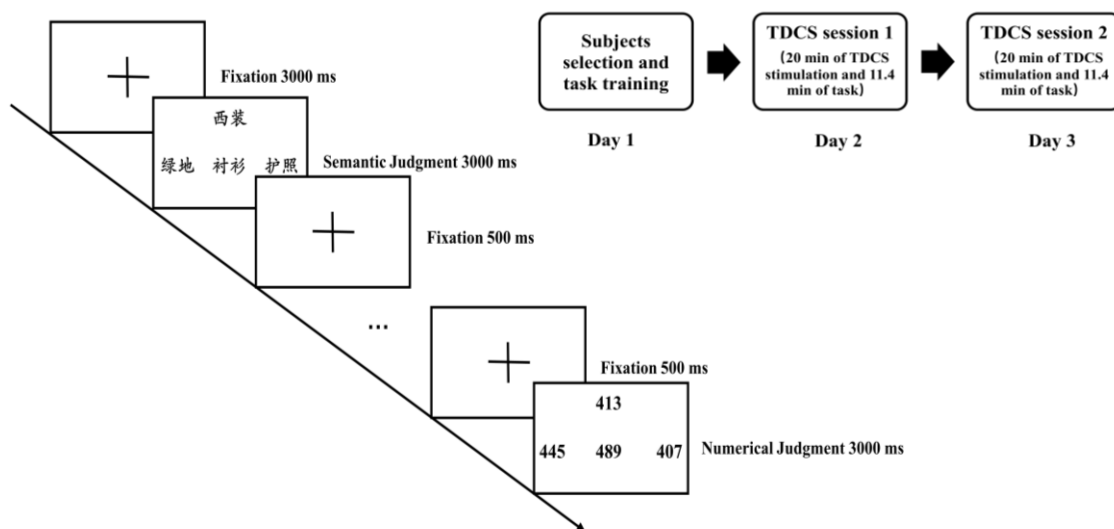 Fixation 3000 ms
西装
绿地 衬衫 护照
Semantic Judgment 3000 ms
Fixation 500 ms
...
Fixation 500 ms
413
445 489 407
Numerical Judgment 3000 ms
Subjects
selection and
task training
Day 1
TDCS session 1
(20 min of TDCS
stimulation and 11.4
min of task)
Day 2
TDCS session 2
(20 min of TDCS
stimulation and 11.4
min of task)
Day 3